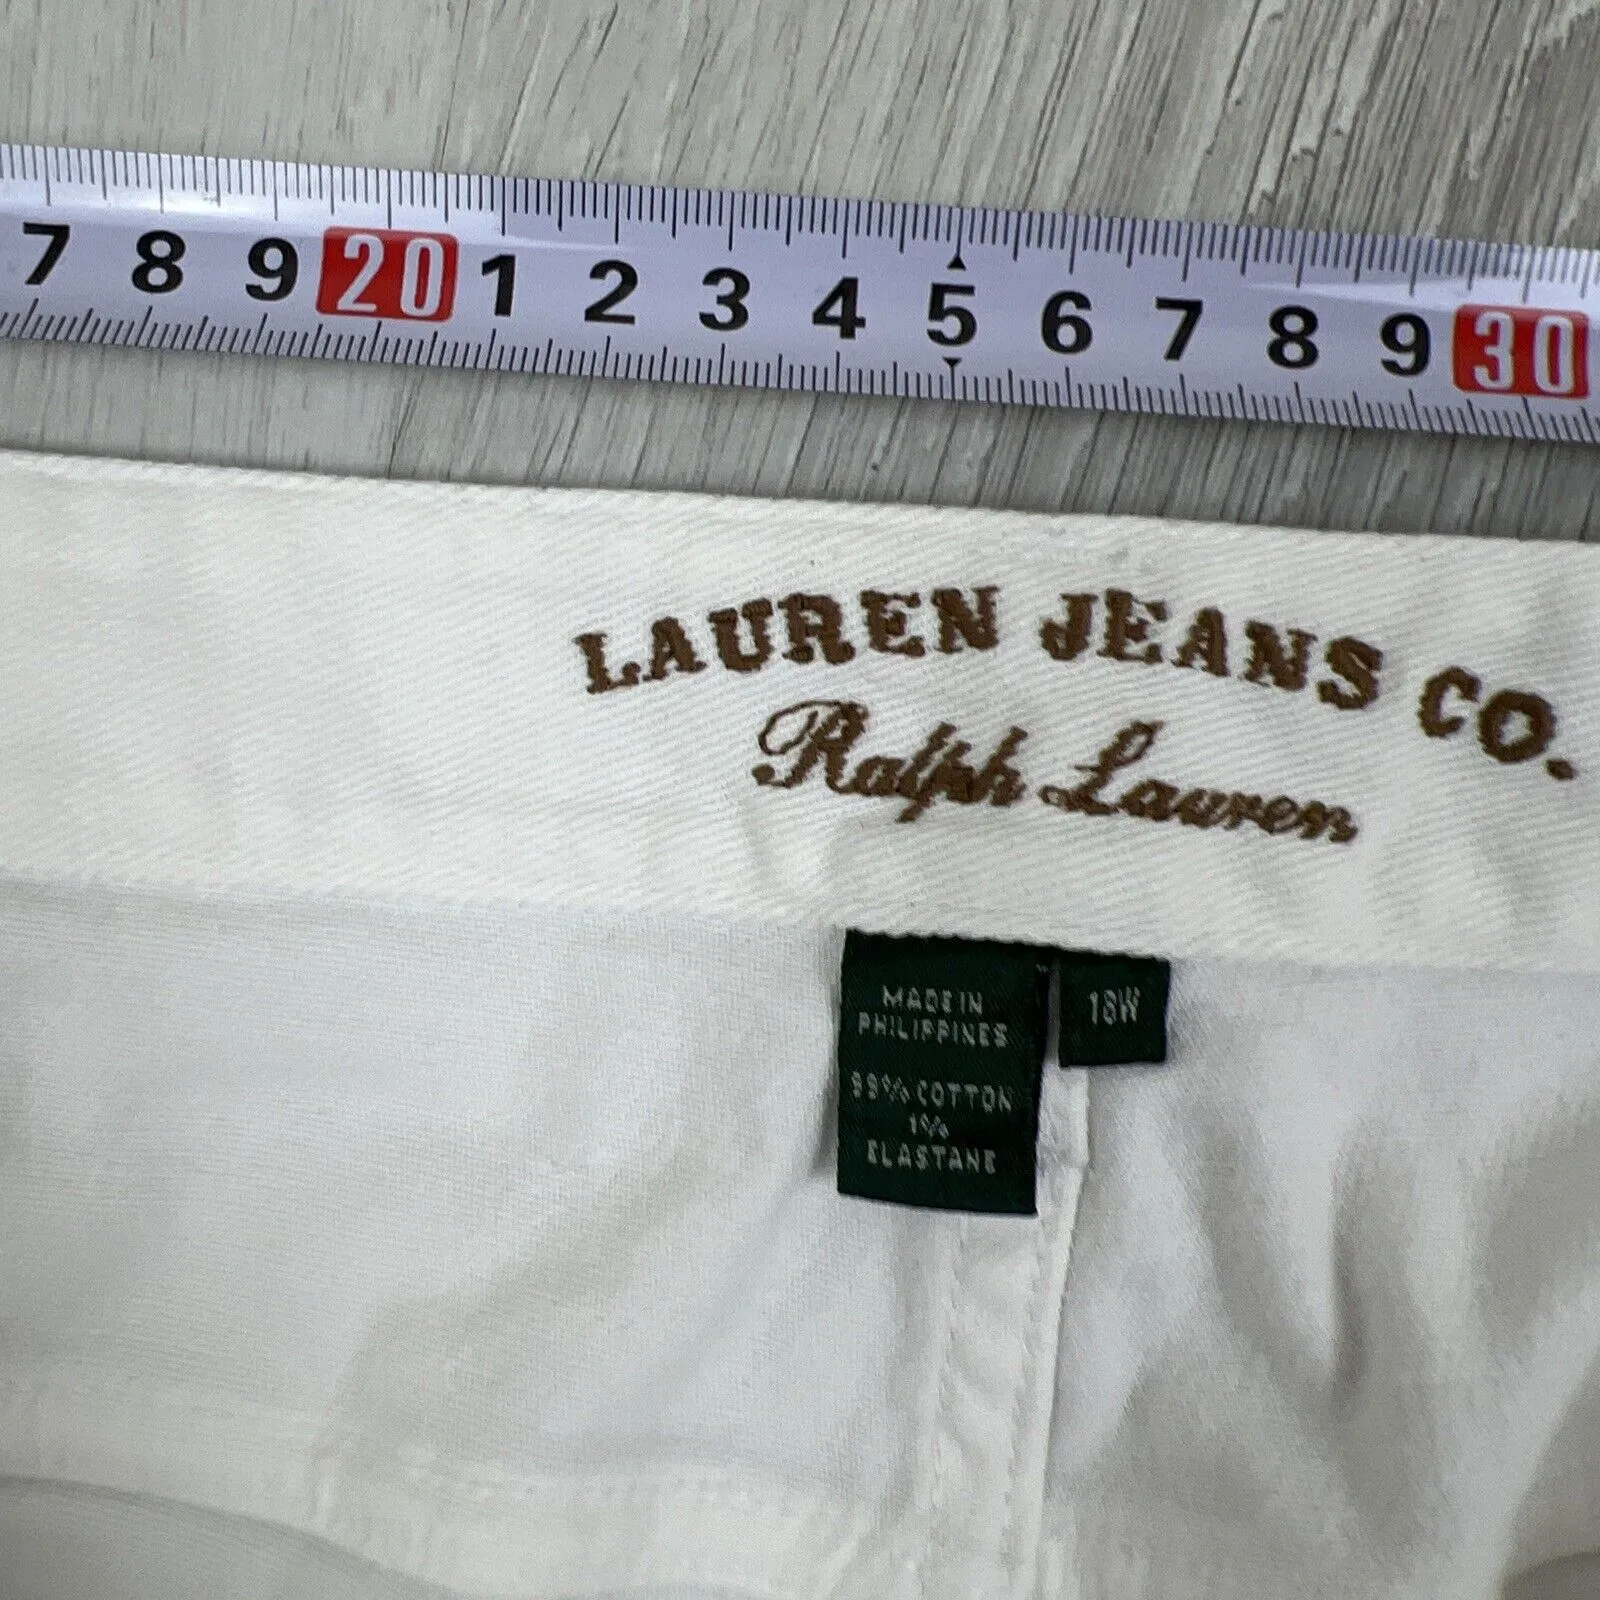 7 8 9 20 1 2 3 4 5 6 7 8 9 30
LAUREN JEANS CO.
Ralph Lauren
MADE IN
PHILIPPINES
99% COTTON
1%
ELASTANE
18W